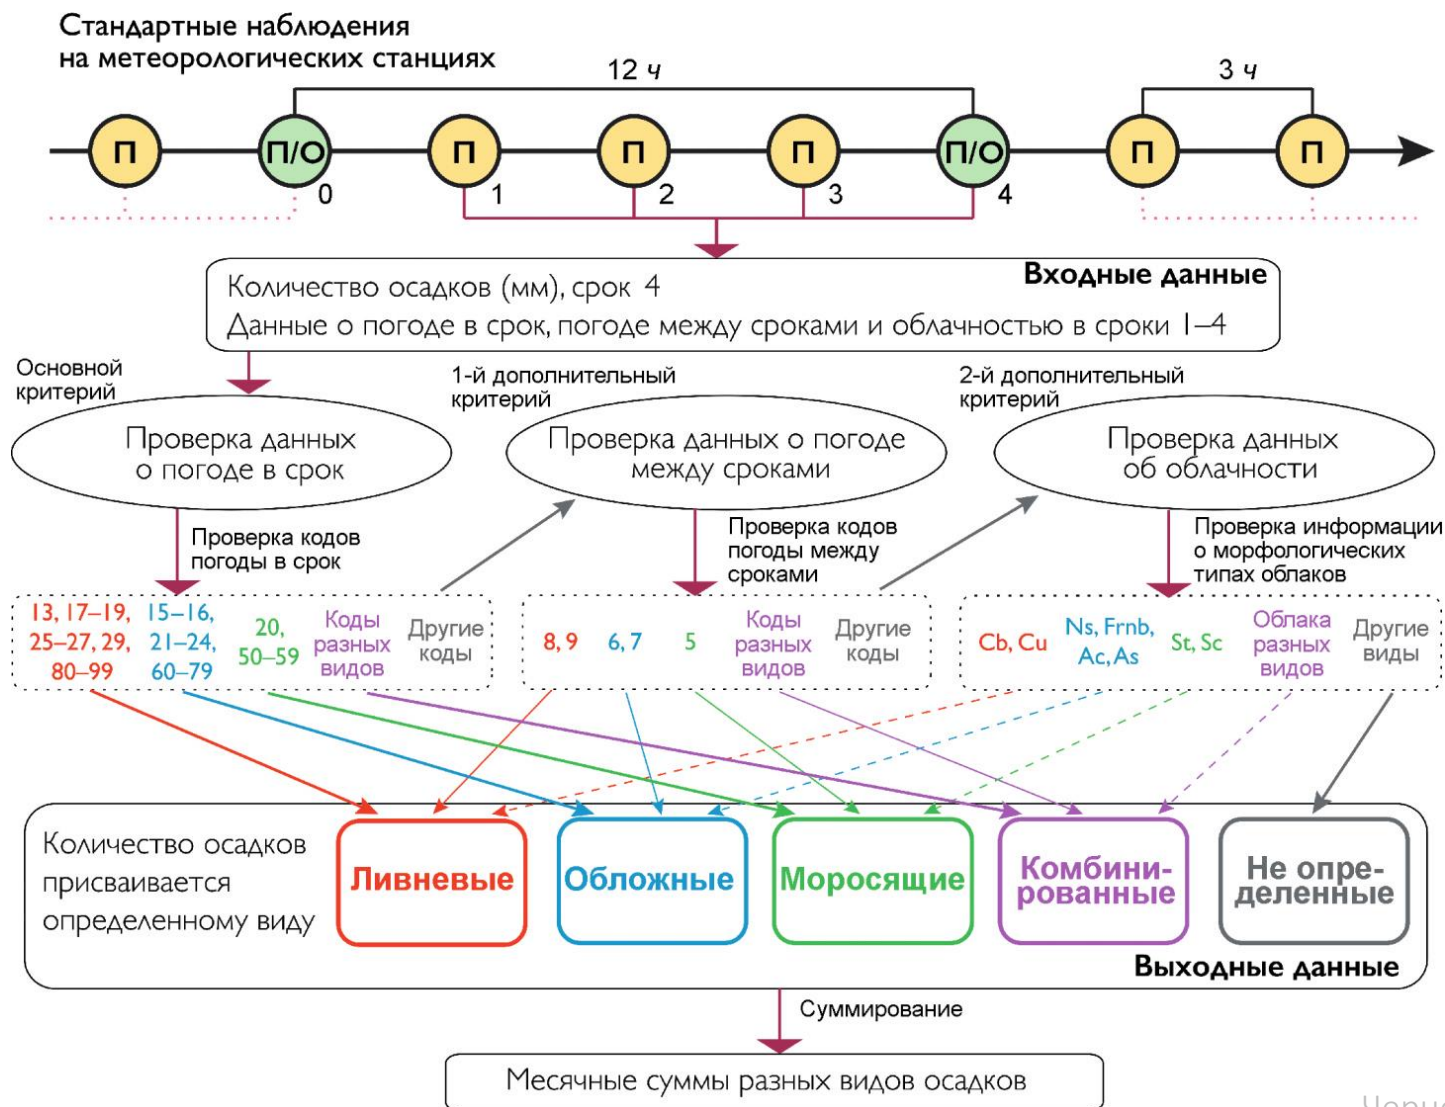 Стандартные наблюдения
на метеорологических станциях
12 ч
3 ч
П
П/О
П
П
П
П/О
П
П
0
1
2
3
4
Входные данные
Количество осадков (мм), срок 4
Данные о погоде в срок, погоде между сроками и облачностью в сроки 1–4
Основной
критерий
1-й дополнительный
критерий
2-й дополнительный
критерий
Проверка данных
о погоде в срок
Проверка данных о погоде
между сроками
Проверка данных
об облачности
Проверка кодов
погоды в срок
Проверка кодов
погоды между
сроками
Проверка информации
о морфологических
типах облаков
13, 17–19,
25–27, 29,
80–99
15–16,
21–24,
60–79
20,
50–59
Коды
разных
видов
Другие
коды
8, 9
6, 7
5
Коды
разных
видов
Другие
коды
Cb, Cu
Ns, Frnb,
Ac, As
St, Sc
Облака
разных
видов
Другие
виды
Количество осадков
присваивается
определенному виду
Ливневые
Обложные
Моросящие
Комбини-
рованные
Не опре-
деленные
Выходные данные
Суммирование
Месячные суммы разных видов осадков